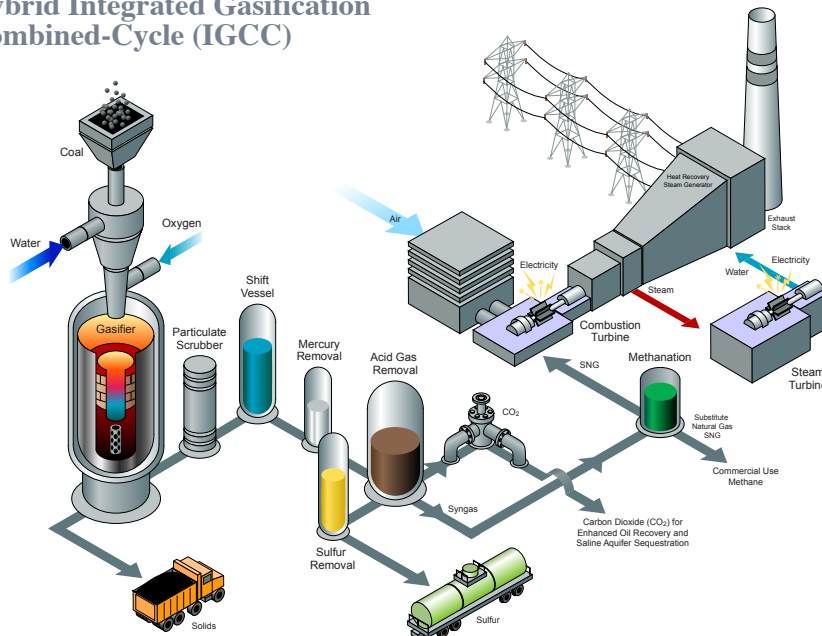 ybrid Integrated Gasification
ombined-Cycle (IGCC)
Coal
Water
Oxygen
Gasifier
Particulate
Scrubber
Shift
Vessel
Mercury
Removal
Acid Gas
Removal
Sulfur
Removal
CO₂
Syngas
Solids
Sulfur
Air
Electricity
Combustion
Turbine
Heat Recovery
Steam Generator
Exhaust
Stack
Steam
Water
Electricity
Steam
Turbine
SNG
Methanation
Substitute
Natural Gas
SNG
Commercial Use
Methane
Carbon Dioxide (CO₂) for
Enhanced Oil Recovery and
Saline Aquifer Sequestration